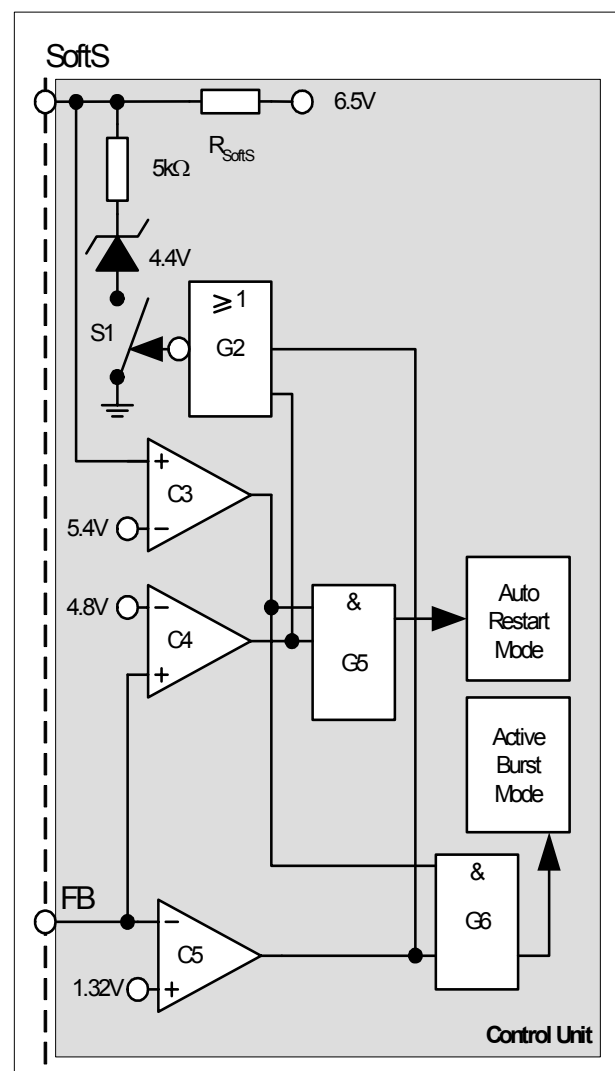 SoftS
6.5V
R SoftS
5kΩ
4.4V
≥1
G2
S1
+
C3
5.4V
−
4.8V
−
C4
+
&
G5
Auto
Restart
Mode
Active
Burst
Mode
&
G6
FB
−
C5
1.32V
+
Control Unit